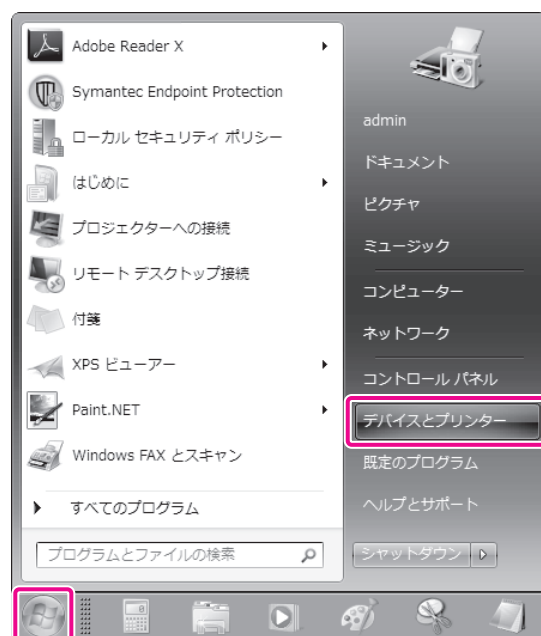 Adobe Reader X
Symantec Endpoint Protection
ローカル セキュリティ ポリシー
はじめに
プロジェクターへの接続
リモート デスクトップ接続
付箋
XPS ビューアー
Paint.NET
Windows FAX とスキャン
すべてのプログラム
プログラムとファイルの検索
admin
ドキュメント
ピクチャ
ミュージック
コンピューター
ネットワーク
コントロール パネル
デバイスとプリンター
既定のプログラム
ヘルプとサポート
シャットダウン